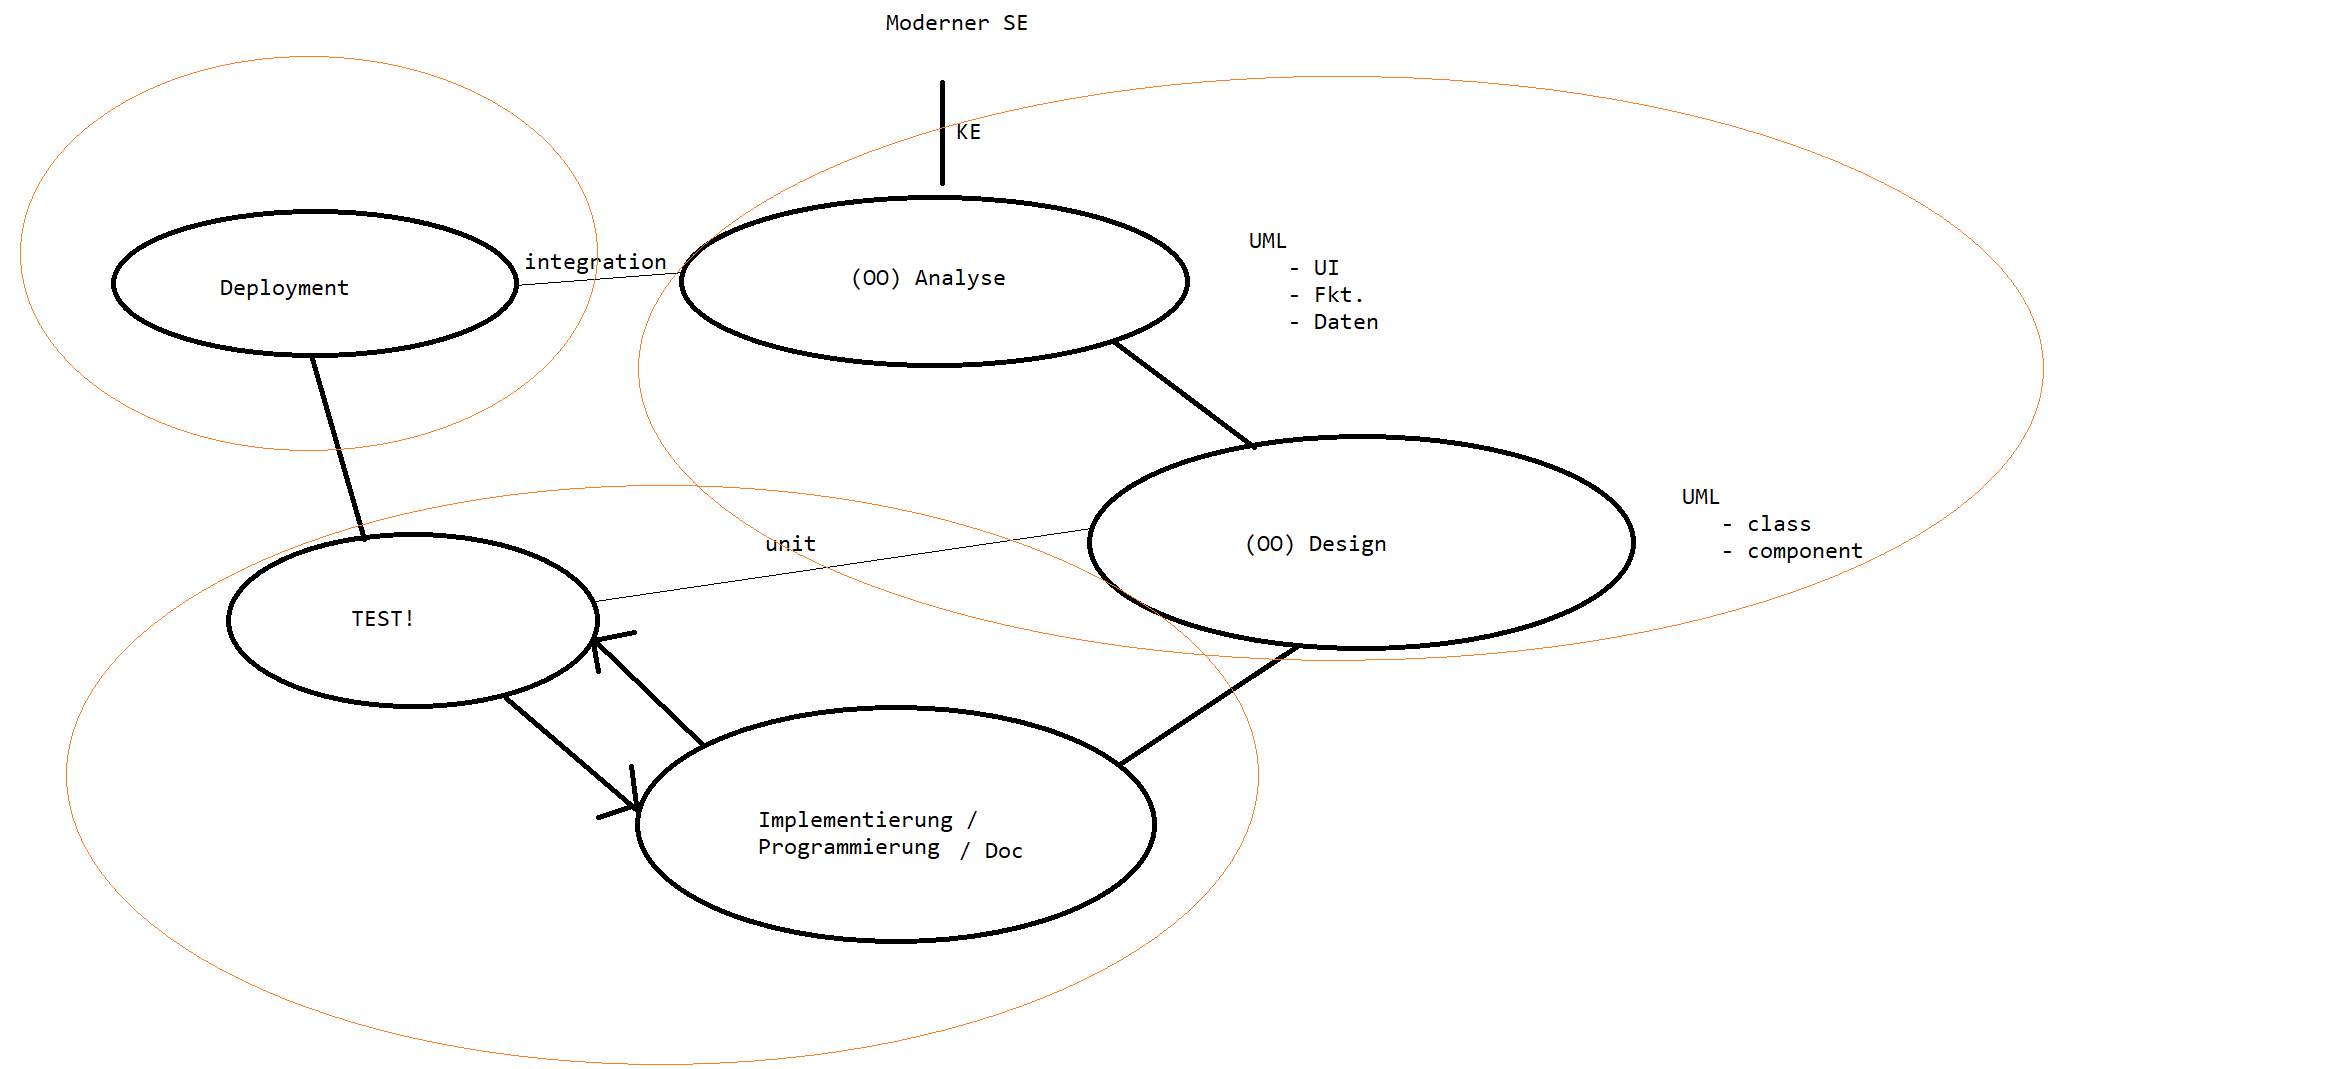 Moderner SE
KE
UML
- UI
- Fkt.
- Daten
integration
(OO) Analyse
Deployment
UML
- class
- component
unit
(OO) Design
TEST!
Implementierung /
Programmierung / Doc